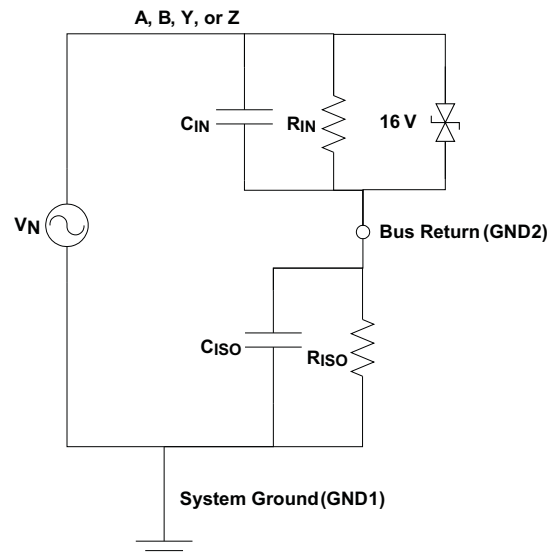 A, B, Y, or Z
CIN
RIN
16 V
VN
Bus Return (GND2)
CISO
RISO
System Ground (GND1)